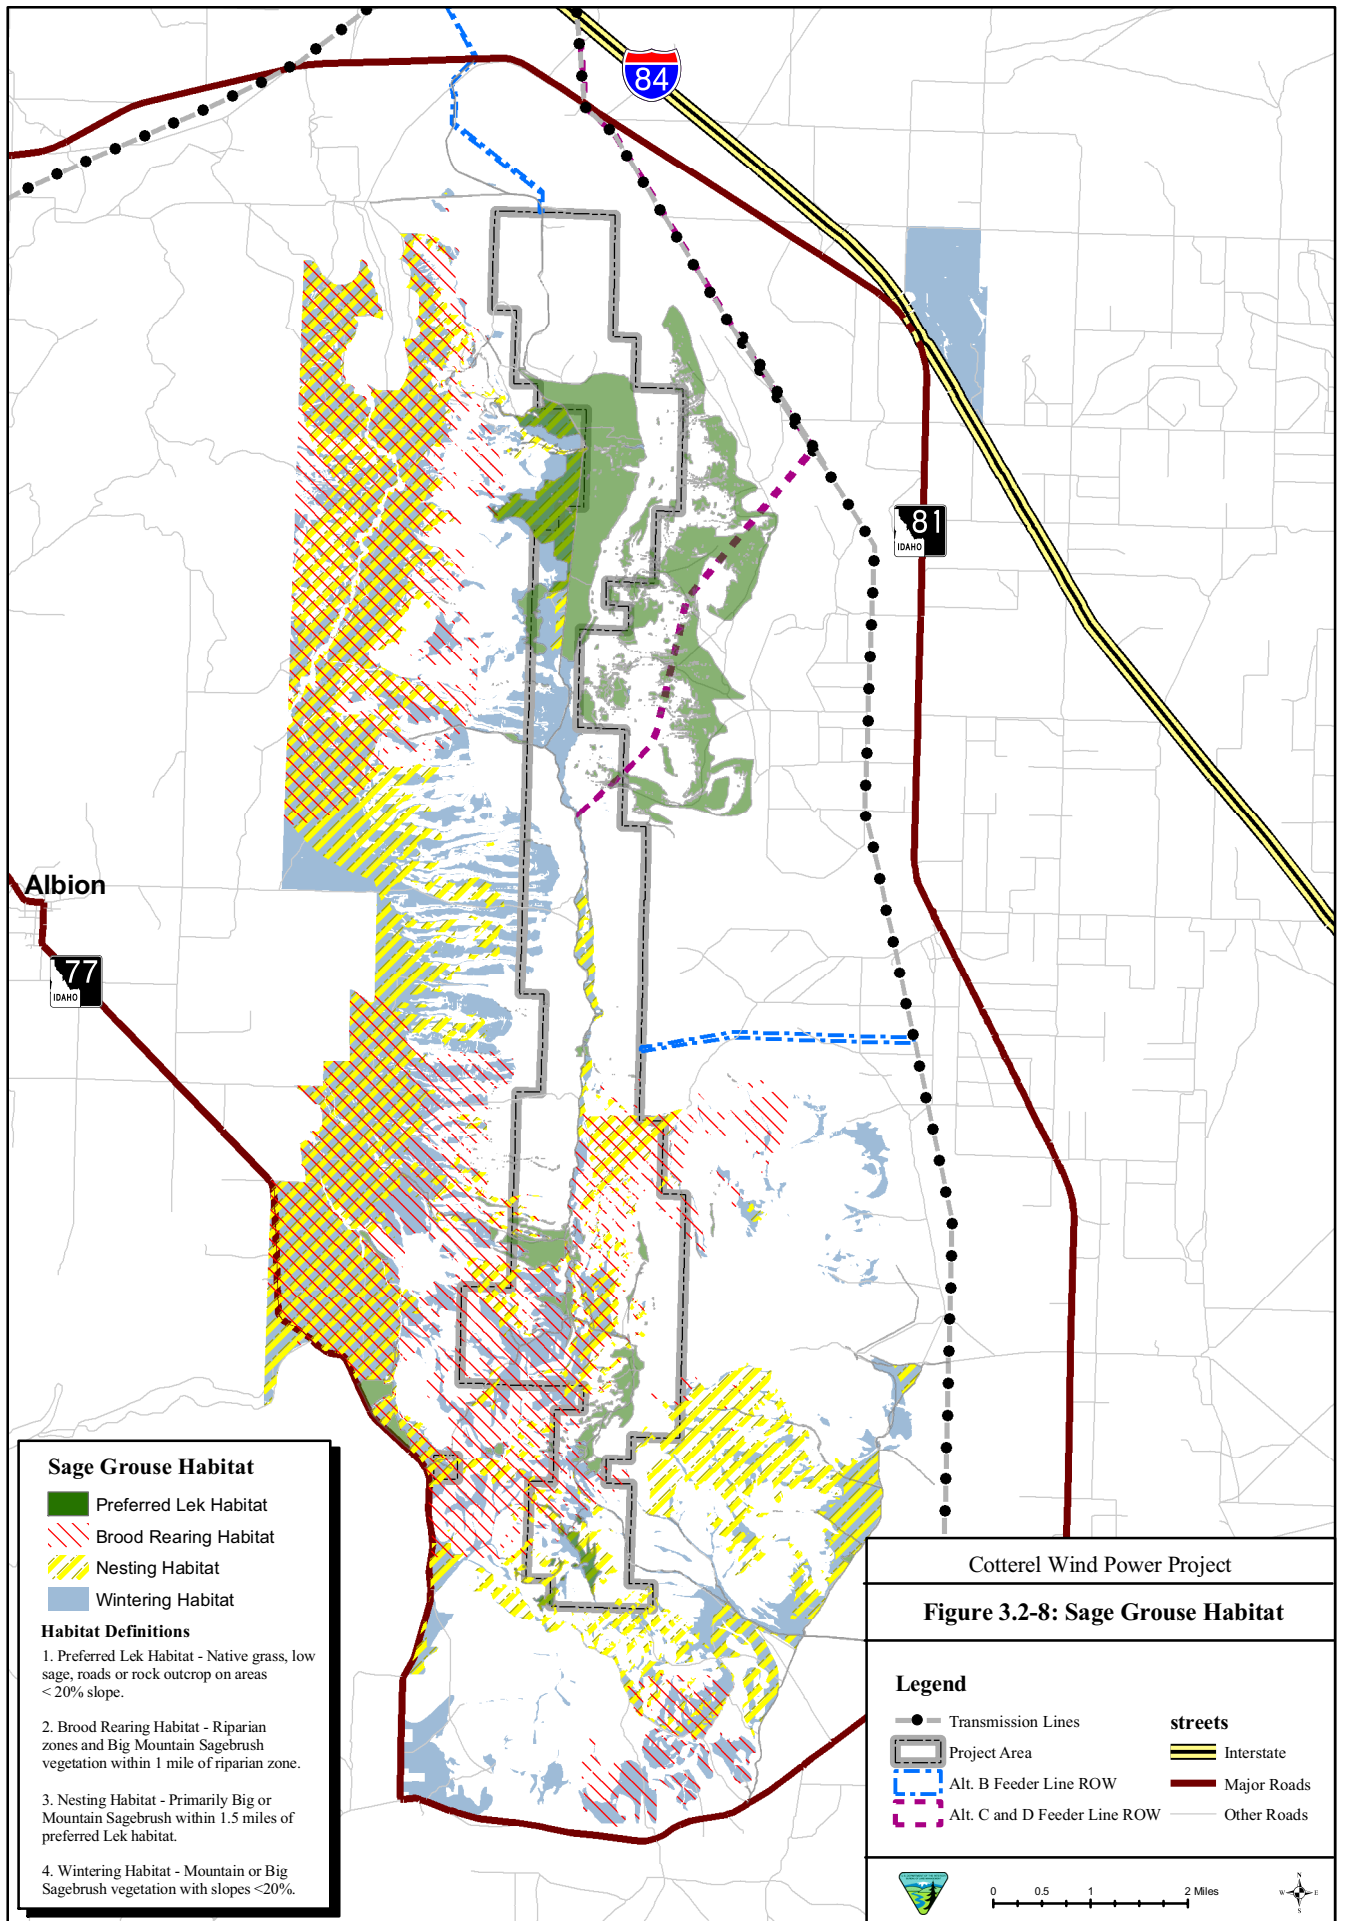 84
81
IDAHO
Albion
77
IDAHO
Sage Grouse Habitat
Preferred Lek Habitat
Brood Rearing Habitat
Nesting Habitat
Wintering Habitat
Habitat Definitions
1. Preferred Lek Habitat - Native grass, low
sage, roads or rock outcrop on areas
< 20% slope.
2. Brood Rearing Habitat - Riparian
zones and Big Mountain Sagebrush
vegetation within 1 mile of riparian zone.
3. Nesting Habitat - Primarily Big or
Mountain Sagebrush within 1.5 miles of
preferred Lek habitat.
4. Wintering Habitat - Mountain or Big
Sagebrush vegetation with slopes <20%.
Cotterel Wind Power Project
Figure 3.2-8: Sage Grouse Habitat
Legend
Transmission Lines
Project Area
Alt. B Feeder Line ROW
Alt. C and D Feeder Line ROW
streets
Interstate
Major Roads
Other Roads
0 0.5 1 2 Miles
N
W E
S